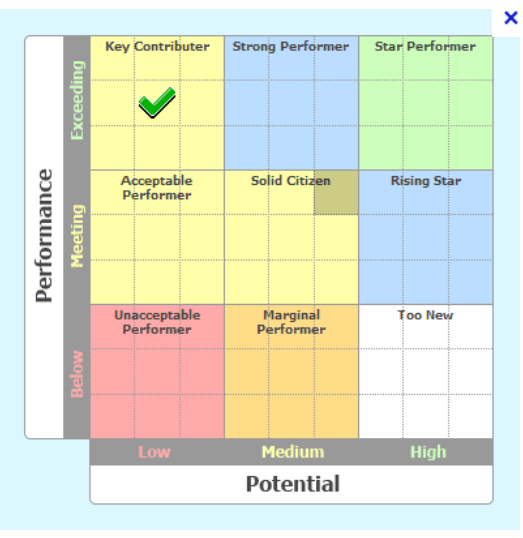 Key Contributer
Strong Performer
Star Performer
Exceeding
Acceptable
Performer
Solid Citizen
Rising Star
Performance
Meeting
Unacceptable
Performer
Marginal
Performer
Too New
Below
Low
Medium
High
Potential